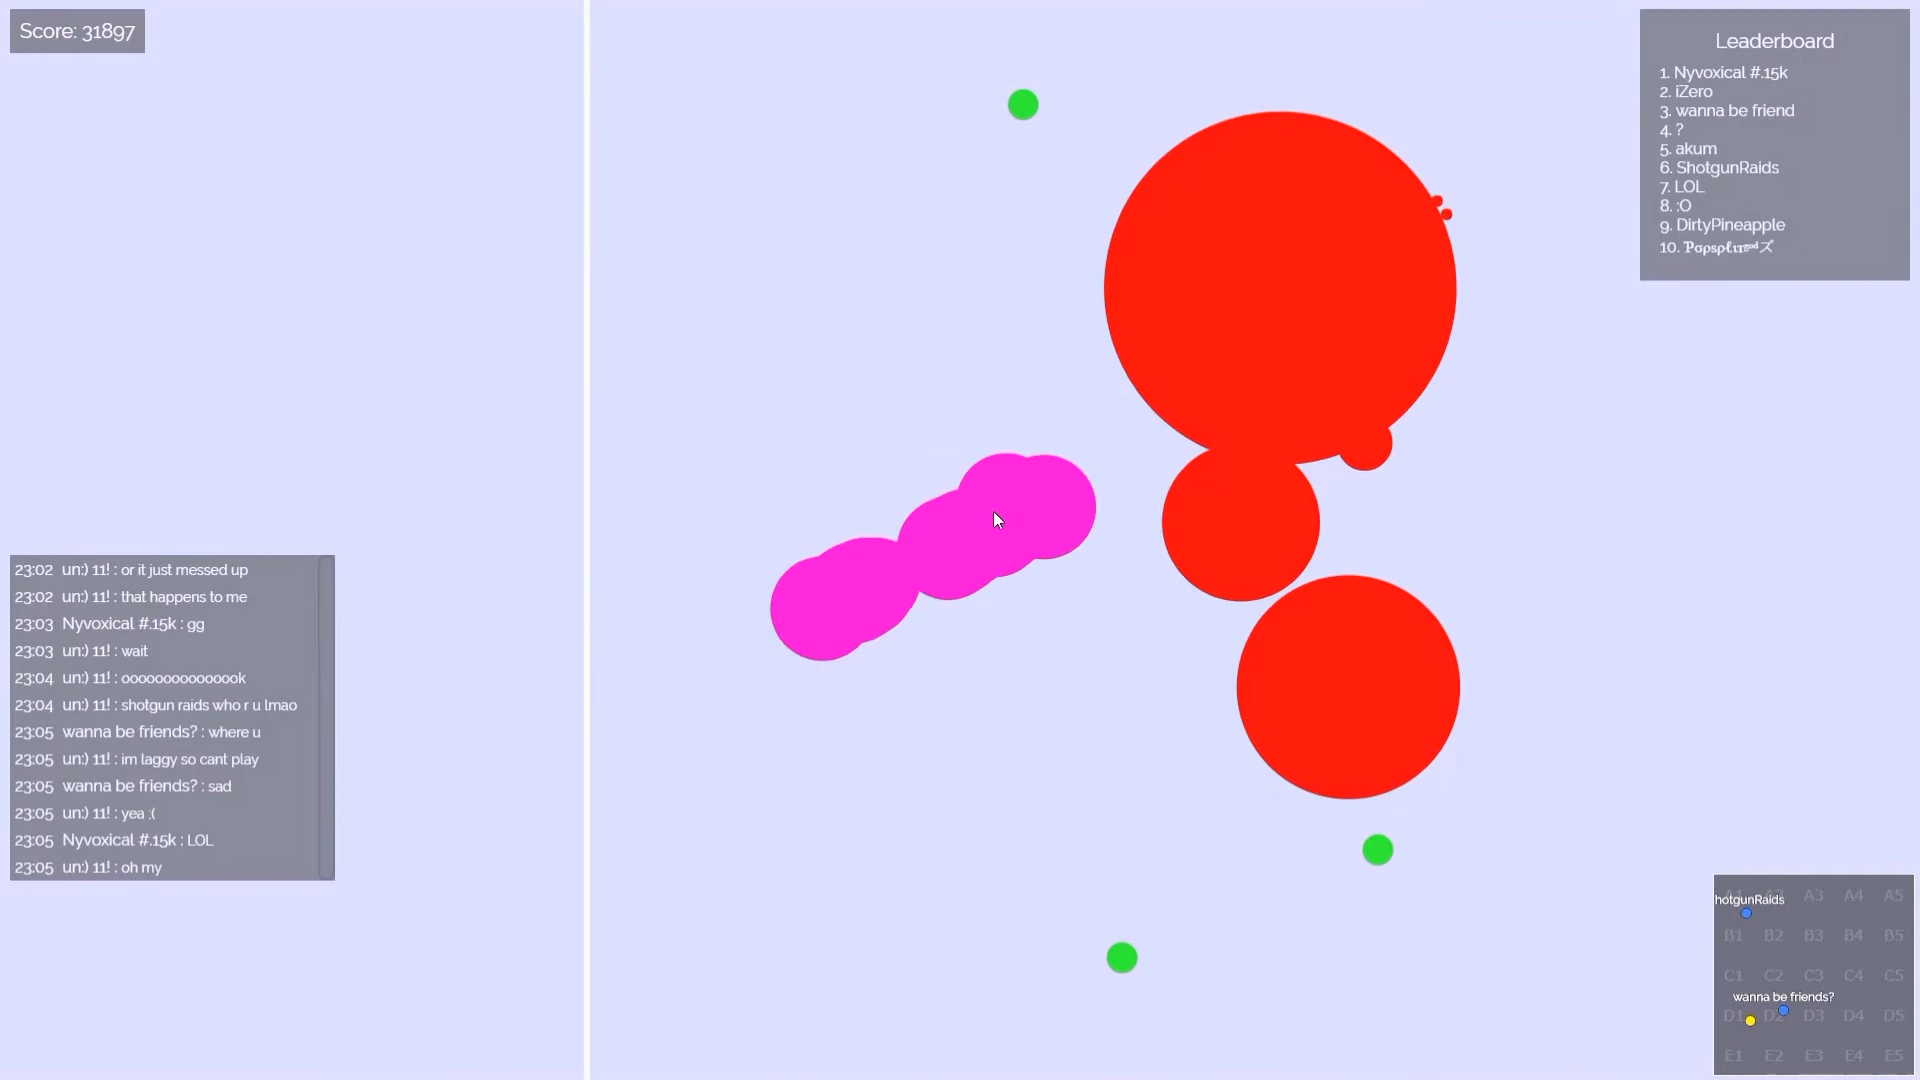 Score: 31897
Leaderboard
1. Nyvoxical #.15k
2. iZero
3. wanna be friend
4. ?
5. akum
6. ShotgunRaids
7. LOL
8. :O
9. DirtyPineapple
10.
23:02 un:) 11! : or it just messed up
23:02 un:) 11! : that happens to me
23:03 Nyvoxical #.15k : gg
23:03 un:) 11! : wait
23:04 un:) 11! : oooooooooooooook
23:04 un:) 11! : shotgun raids who r u lmao
23:05 wanna be friends? : where u
23:05 un:) 11! : im laggy so cant play
23:05 wanna be friends? : sad
23:05 un:) 11! : yea :(
23:05 Nyvoxical #.15k : LOL
23:05 un:) 11! : oh my
A1 A2 A3 A4 A5
hotgunRaids
B1 B2 B3 B4 B5
C1 C2 C3 C4 C5
wanna be friends?
D1 D2 D3 D4 D5
E1 E2 E3 E4 E5